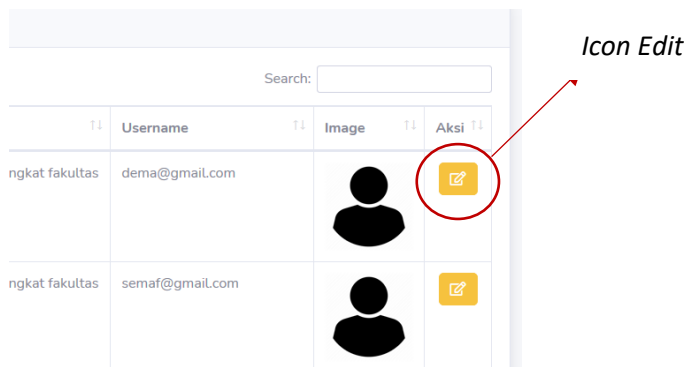 Icon Edit
Search:
Username Image Aksi
ngkat fakultas dema@gmail.com
ngkat fakultas semaf@gmail.com